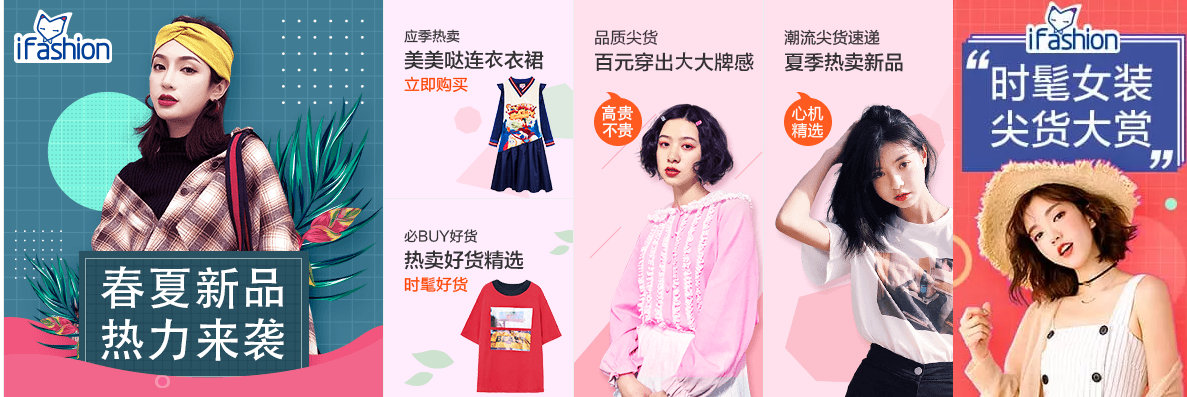 iFashion
春夏新品
热力来袭
应季热卖
美美哒连衣衣裙
立即购买
必BUY好货
热卖好货精选
时髦好货
品质尖货
百元穿出大大牌感
高贵
不贵
潮流尖货速递
夏季热卖新品
心机
精选
iFashion
“时髦女装
尖货大赏”